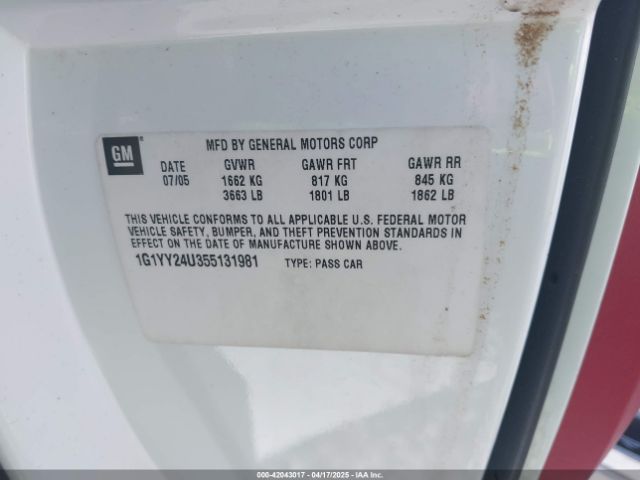 GM
MFD BY GENERAL MOTORS CORP
DATE GVWR GAWR FRT GAWR RR
07/05 1662 KG 817 KG 845 KG
3663 LB 1801 LB 1862 LB
THIS VEHICLE CONFORMS TO ALL APPLICABLE U.S. FEDERAL MOTOR
VEHICLE SAFETY, BUMPER, AND THEFT PREVENTION STANDARDS IN
EFFECT ON THE DATE OF MANUFACTURE SHOWN ABOVE.
1G1YY24U355131981 TYPE: PASS CAR
000-42043017 - 04/17/2025 - IAAI.COM